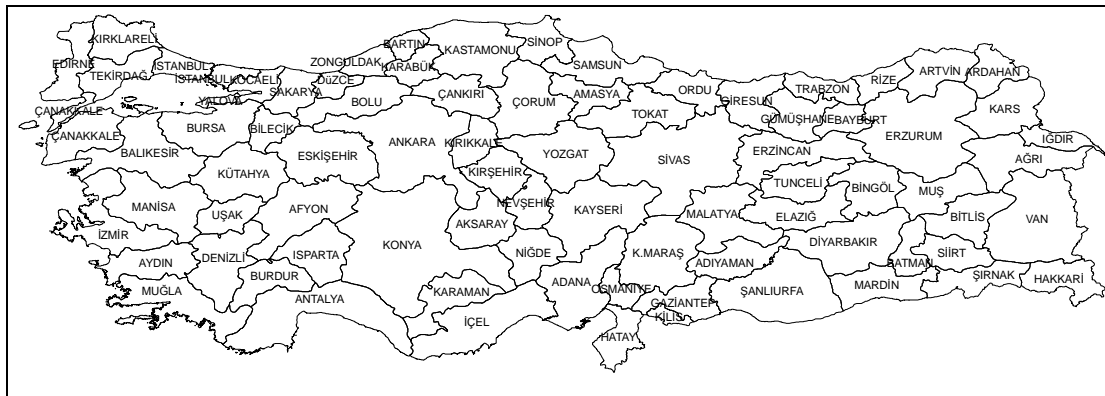 KIRKLARELİ
EDİRNE
TEKİRDAĞ
İSTANBUL
İSTANBUL
KOCAELİ
YALOVA
SAKARYA
DüZCE
ZONGULDAK
BARTIN
KARABÜK
KASTAMONU
SİNOP
SAMSUN
ÇANAKKALE
ÇANAKKALE
BURSA
BİLECİK
BOLU
ÇANKIRI
ÇORUM
AMASYA
TOKAT
ORDU
GİRESUN
TRABZON
RİZE
ARTVİN
ARDAHAN
GÜMÜŞHANE
BAYBURT
ERZURUM
KARS
IĞDIR
AĞRI
BALIKESİR
KÜTAHYA
ESKİŞEHİR
ANKARA
KIRIKKALE
KIRŞEHİR
YOZGAT
SİVAS
ERZİNCAN
TUNCELİ
BİNGÖL
MUŞ
BİTLİS
VAN
MANİSA
UŞAK
AFYON
KONYA
AKSARAY
NEVŞEHİR
KAYSERİ
MALATYA
ELAZIĞ
DİYARBAKIR
BATMAN
SİİRT
ŞIRNAK
HAKKARİ
İZMİR
AYDIN
DENİZLİ
ISPARTA
BURDUR
MUĞLA
ANTALYA
KARAMAN
NİĞDE
İÇEL
ADANA
OSMANİYE
K.MARAŞ
ADIYAMAN
GAZİANTEP
KİLİS
HATAY
ŞANLIURFA
MARDİN